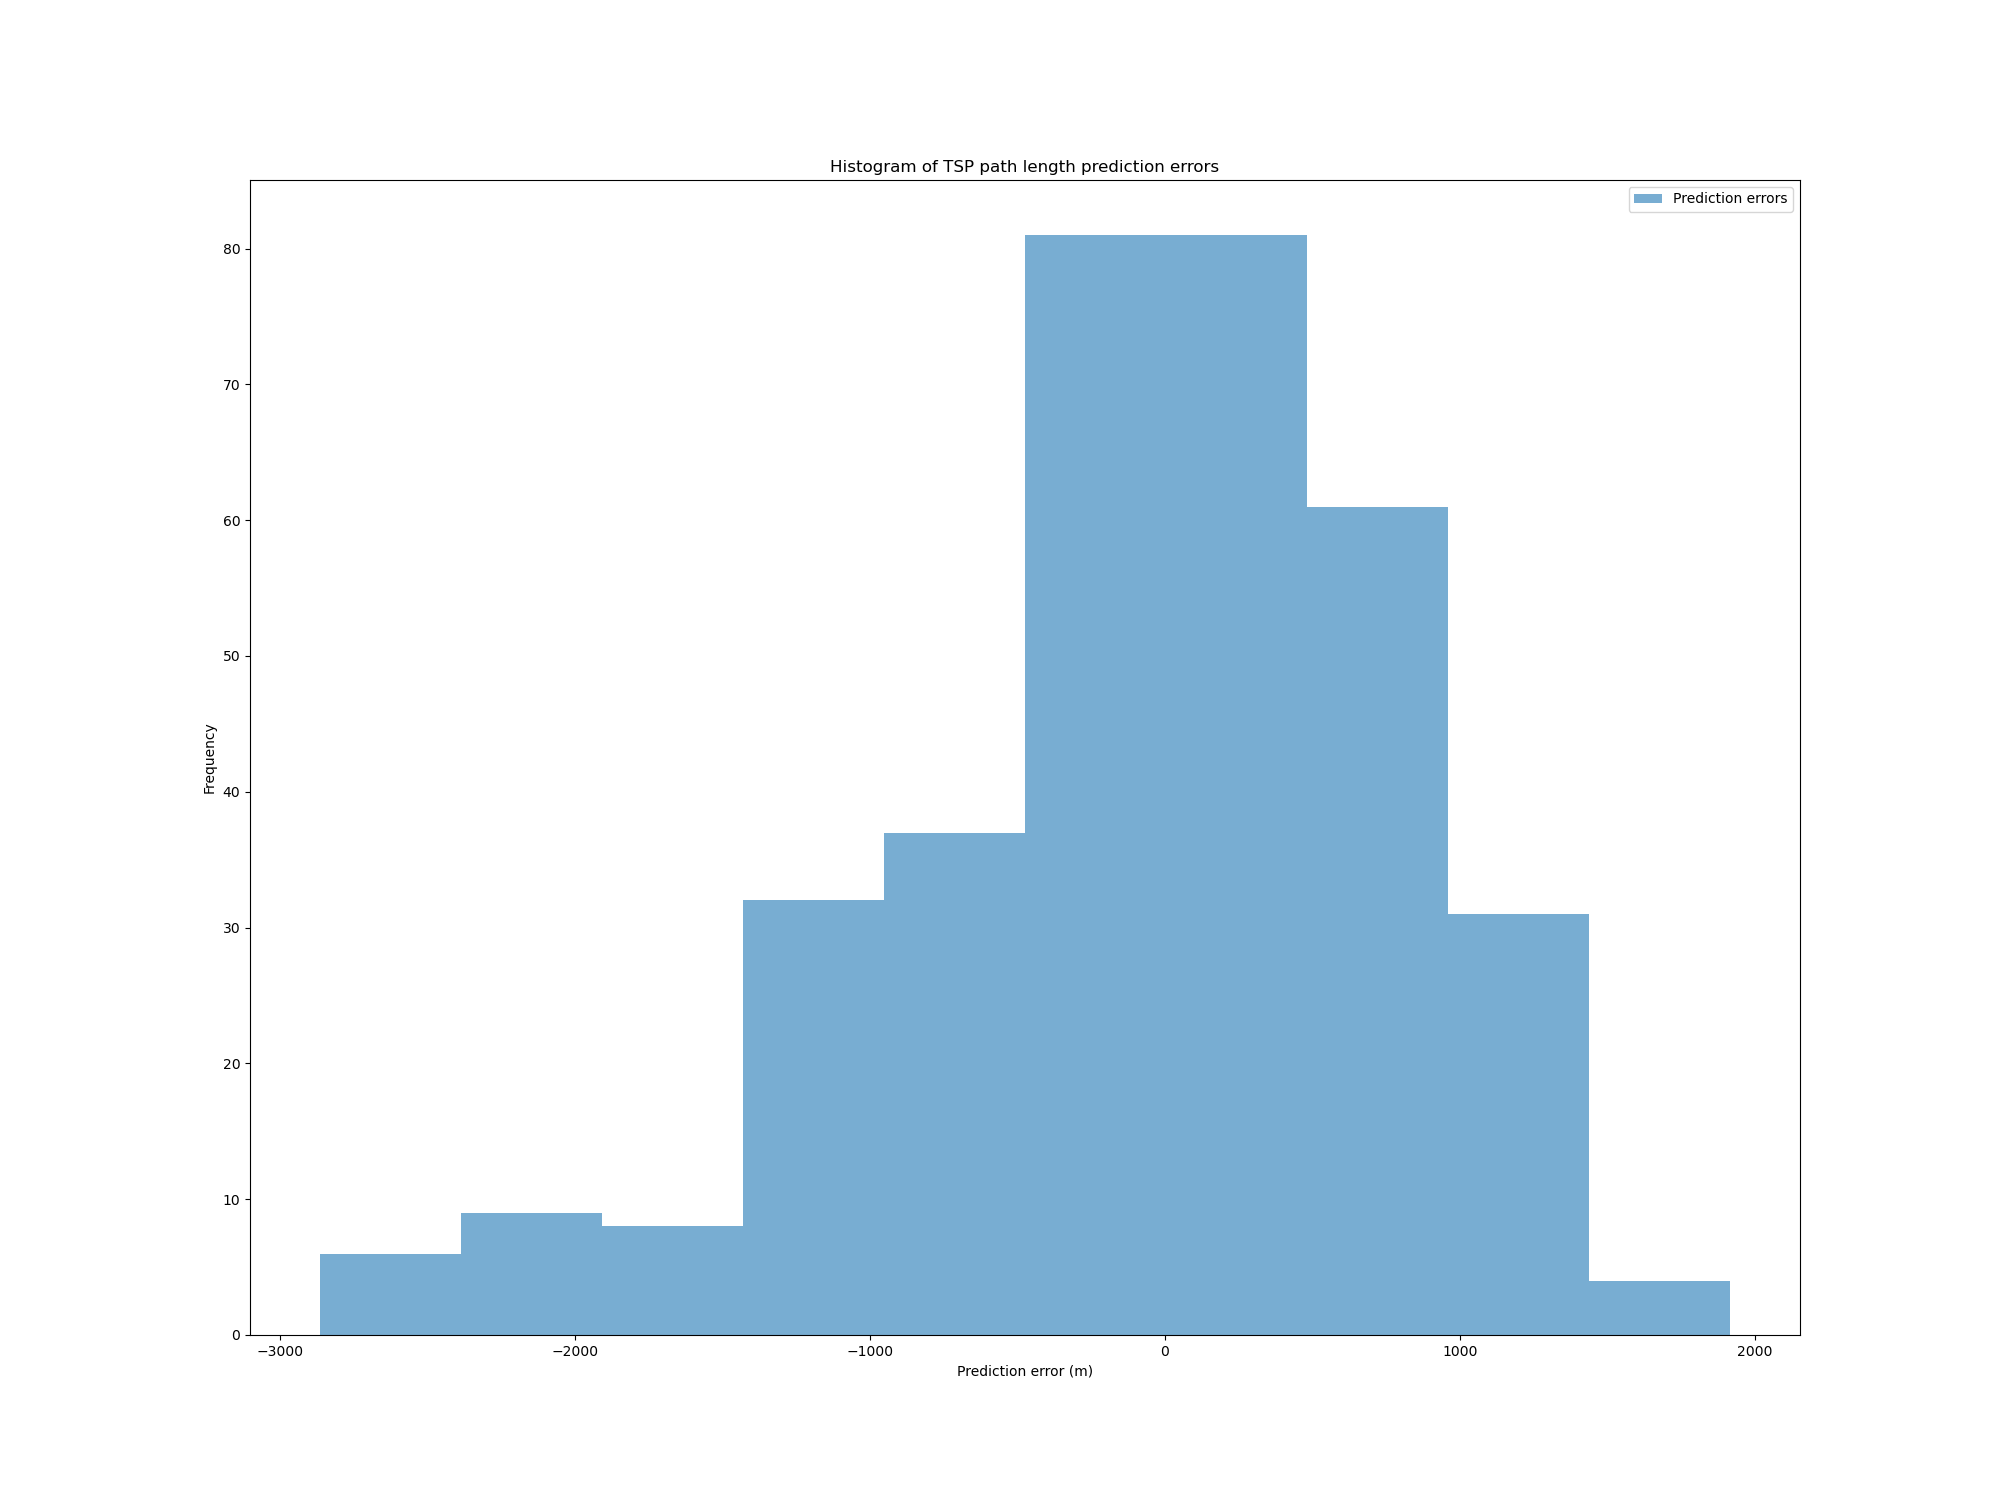 Histogram of TSP path length prediction errors
Prediction errors
80
70
60
50
40
30
20
10
0
Frequency
−3000 −2000 −1000 0 1000 2000
Prediction error (m)